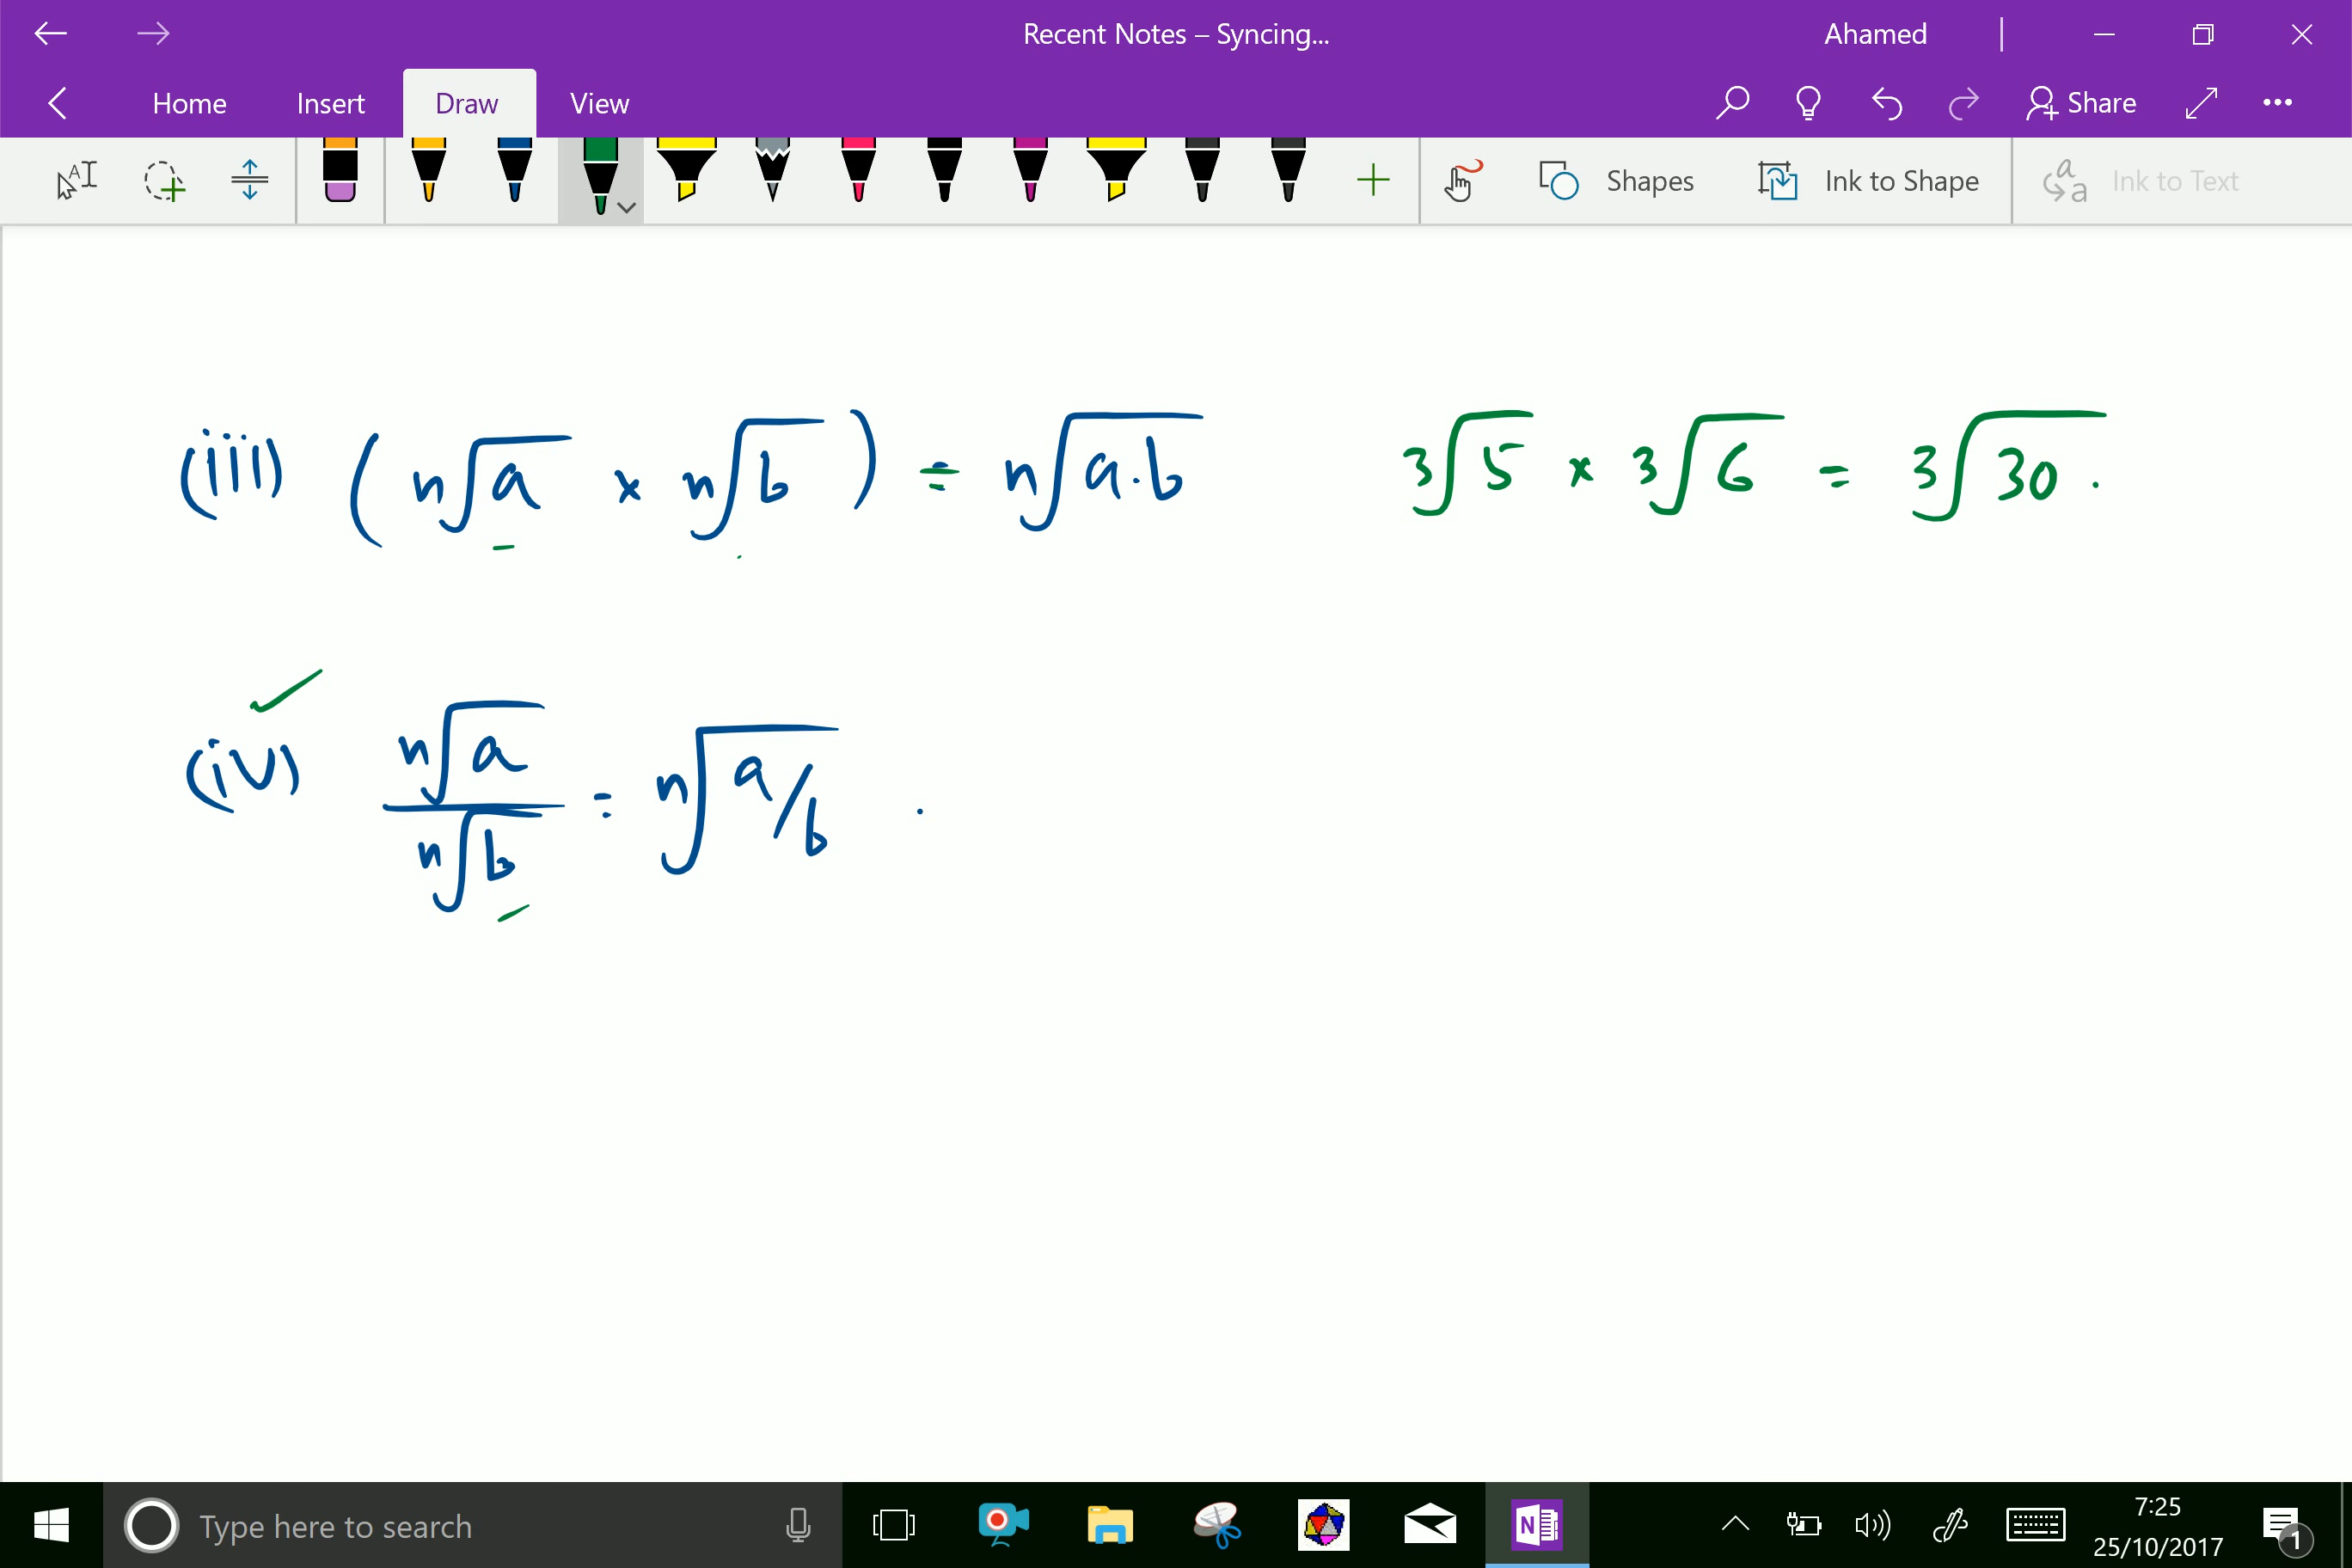 Recent Notes – Syncing...
Ahamed
Home Insert Draw View Share
Shapes Ink to Shape Ink to Text
(iii) (n√a × n√b) = n√a.b 3√5 × 3√6 = 3√30 .
(iv) n√a / n√b = n√a/b .
Type here to search
7:25
25/10/2017
1